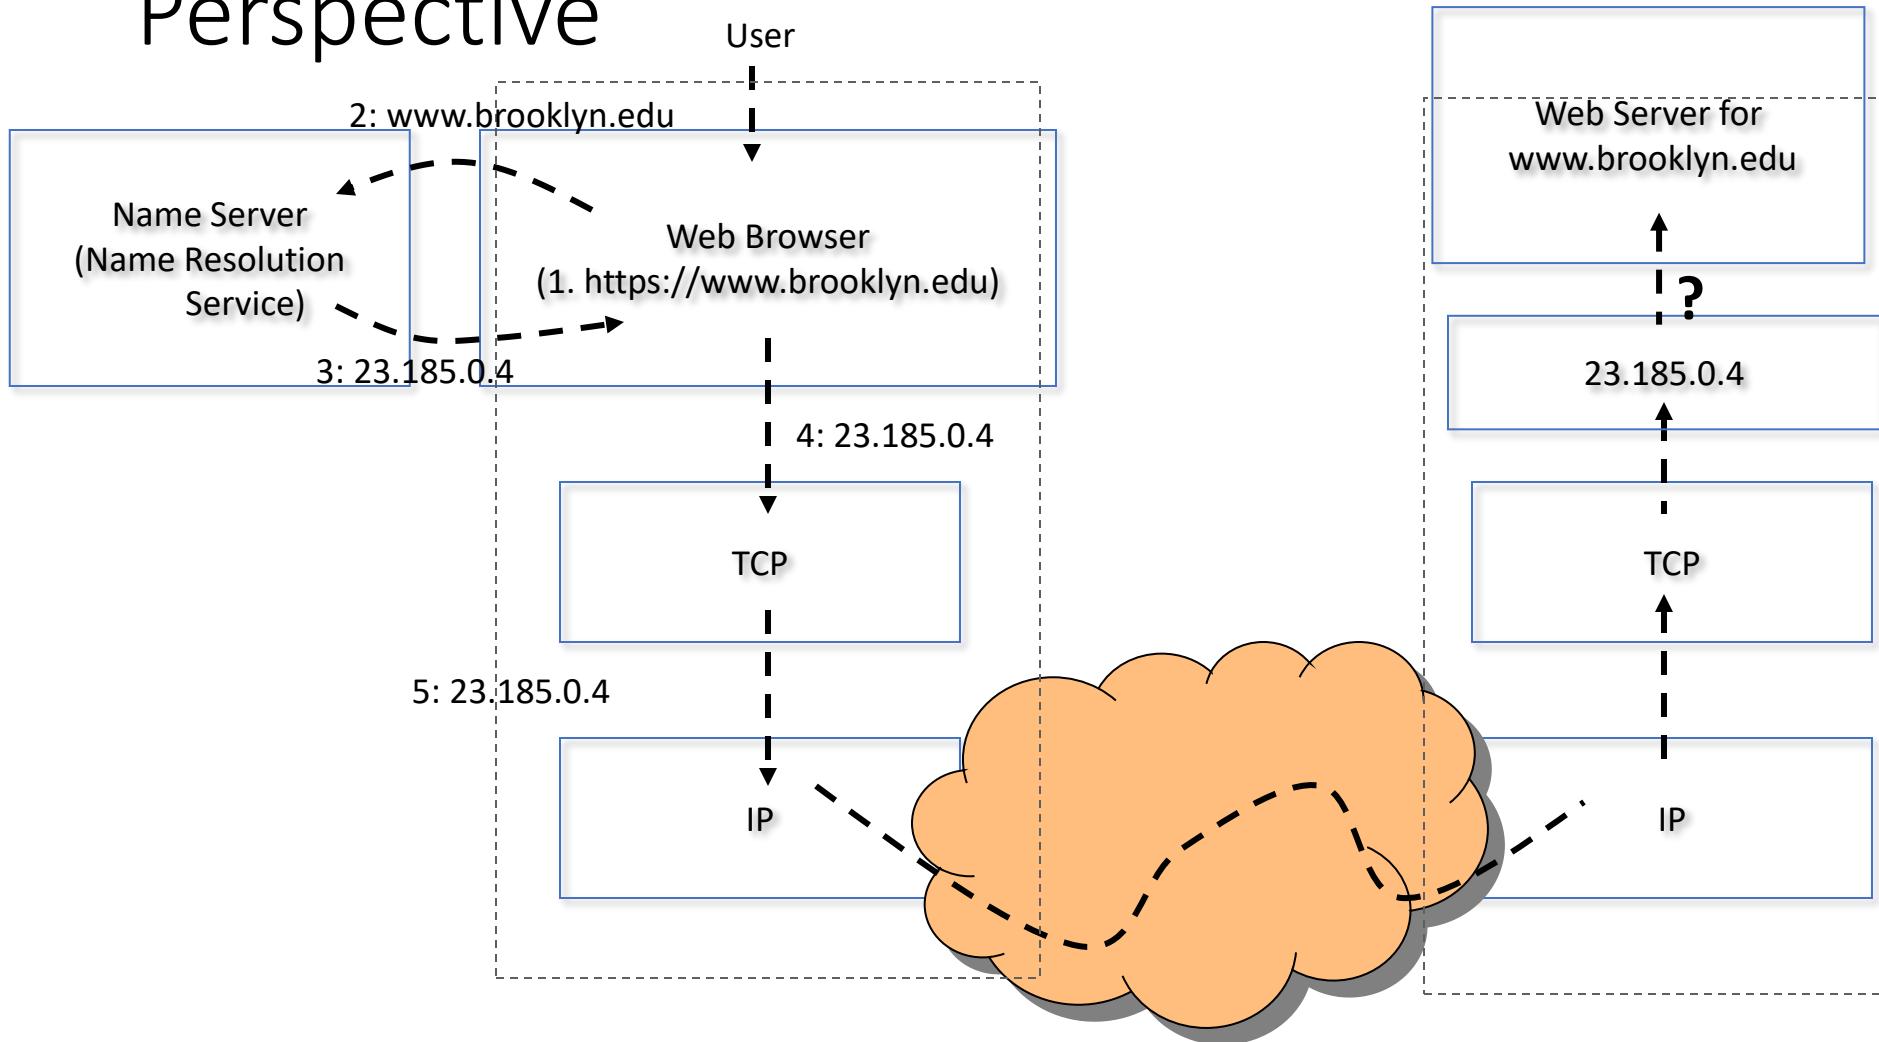 Perspective
User
2: www.brooklyn.edu
Name Server
(Name Resolution
Service)
Web Browser
(1. https://www.brooklyn.edu)
3: 23.185.0.4
4: 23.185.0.4
TCP
5: 23.185.0.4
IP
Web Server for
www.brooklyn.edu
?
23.185.0.4
TCP
IP